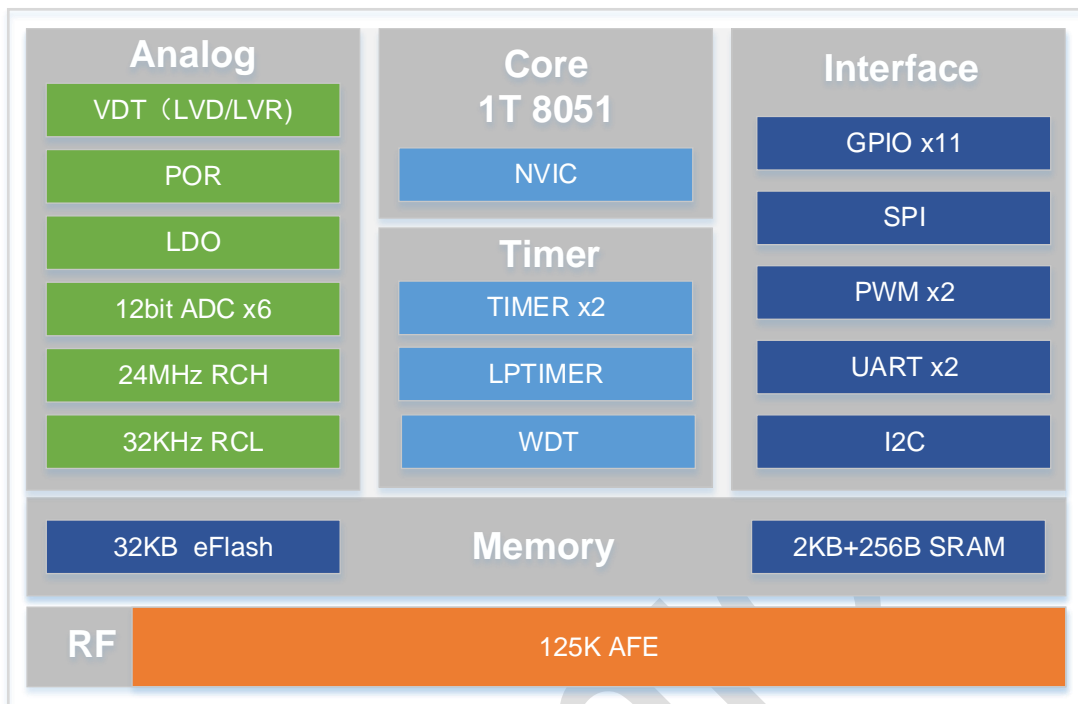 Analog
VDT（LVD/LVR)
POR
LDO
12bit ADC x6
24MHz RCH
32KHz RCL
Core
1T 8051
NVIC
Timer
TIMER x2
LPTIMER
WDT
Interface
GPIO x11
SPI
PWM x2
UART x2
I2C
32KB eFlash
Memory
2KB+256B SRAM
RF
125K AFE